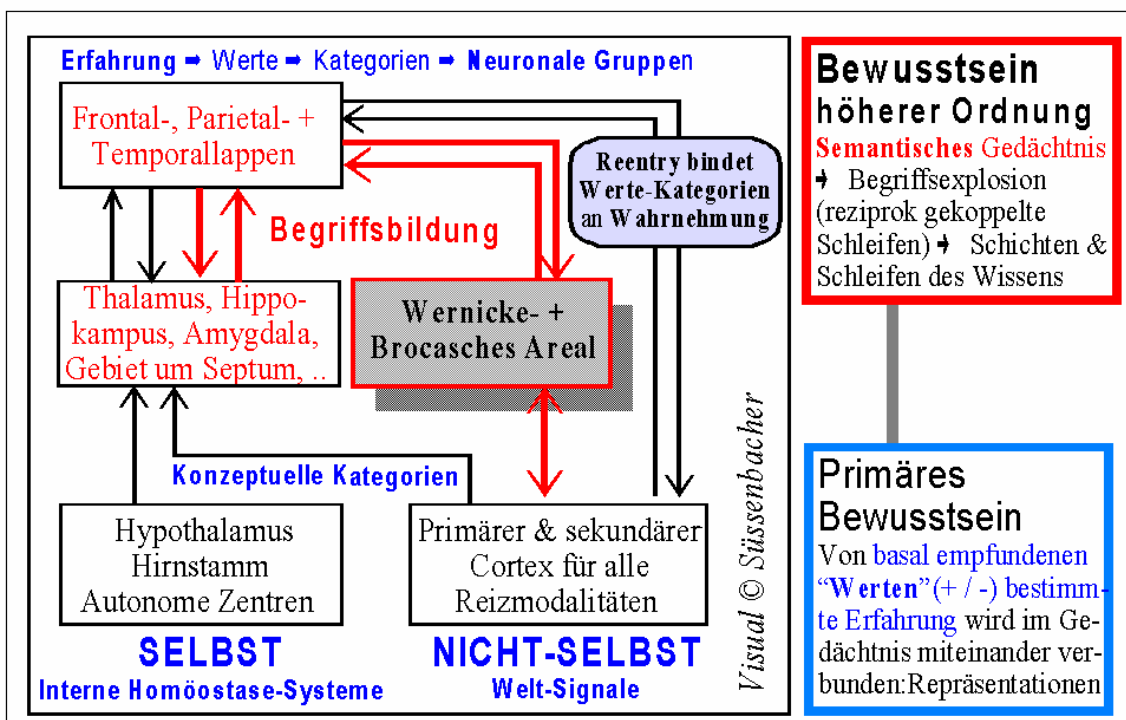 Erfahrung ➡ Werte ➡ Kategorien ➡ Neuronale Gruppen
Frontal-, Parietal- +
Temporallappen
Reentry bindet
Werte-Kategorien
an Wahrnehmung
Begriffsbildung
Thalamus, Hippo-
kampus, Amygdala,
Gebiet um Septum, ..
Wernicke- +
Brocasches Areal
Konzeptuelle Kategorien
Hypothalamus
Hirnstamm
Autonome Zentren
Primärer & sekundärer
Cortex für alle
Reizmodalitäten
SELBST
Interne Homöostase-Systeme
NICHT-SELBST
Welt-Signale
Visual © Süssenbacher
Bewusstsein
höherer Ordnung
Semantisches Gedächtnis
➜ Begriffsexplosion
(reziprok gekoppelte
Schleifen) ➜ Schichten &
Schleifen des Wissens
Primäres
Bewusstsein
Von basal empfundenen
“Werten” (+ / -) bestimm-
te Erfahrung wird im Ge-
dächtnis miteinander ver-
bunden:Repräsentationen